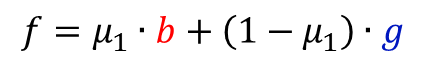 f = μ₁ · b + (1 − μ₁) · g